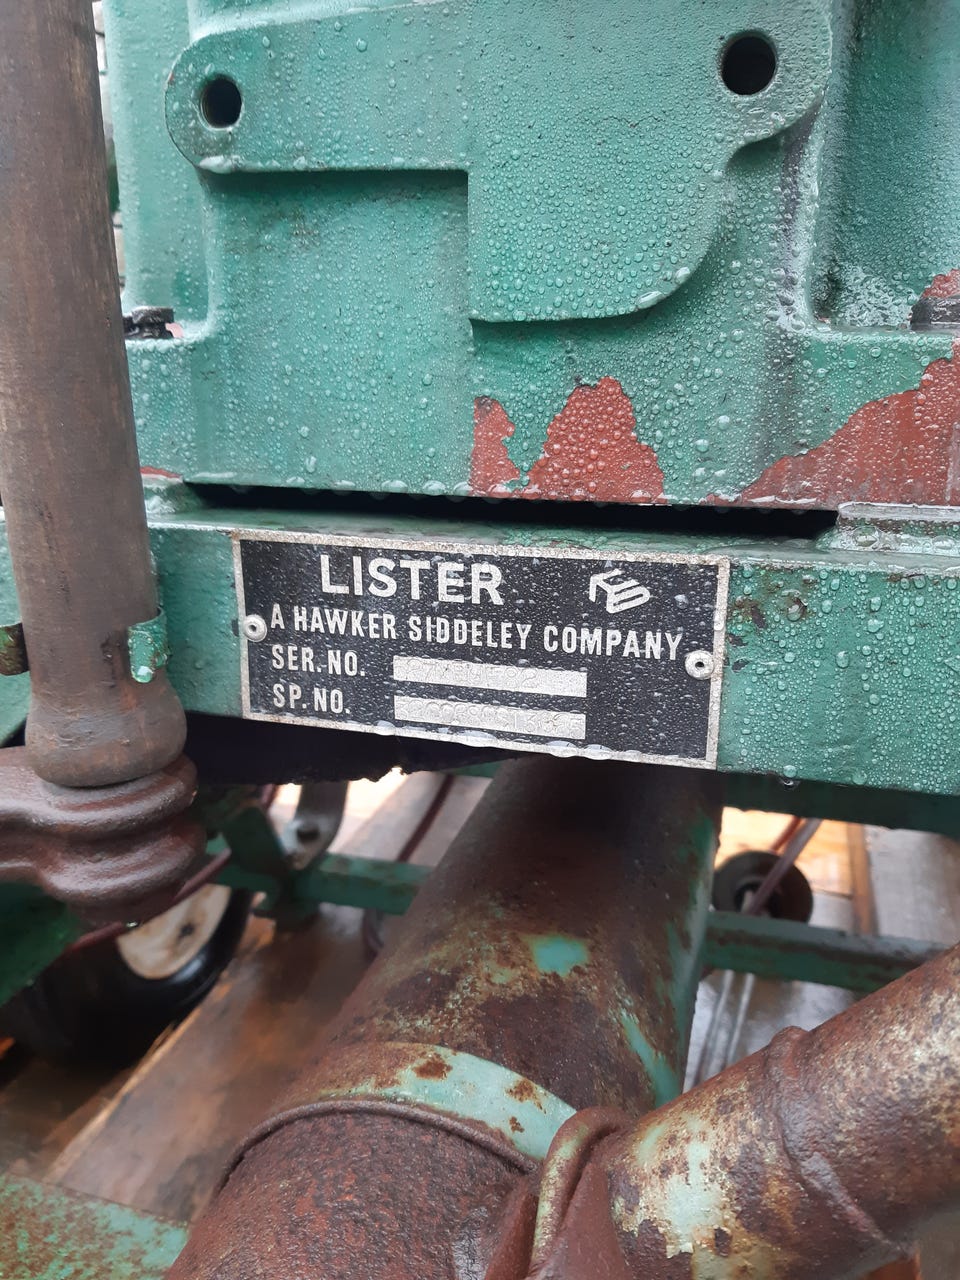 LISTER
A HAWKER SIDDELEY COMPANY
SER. NO.
SP. NO.